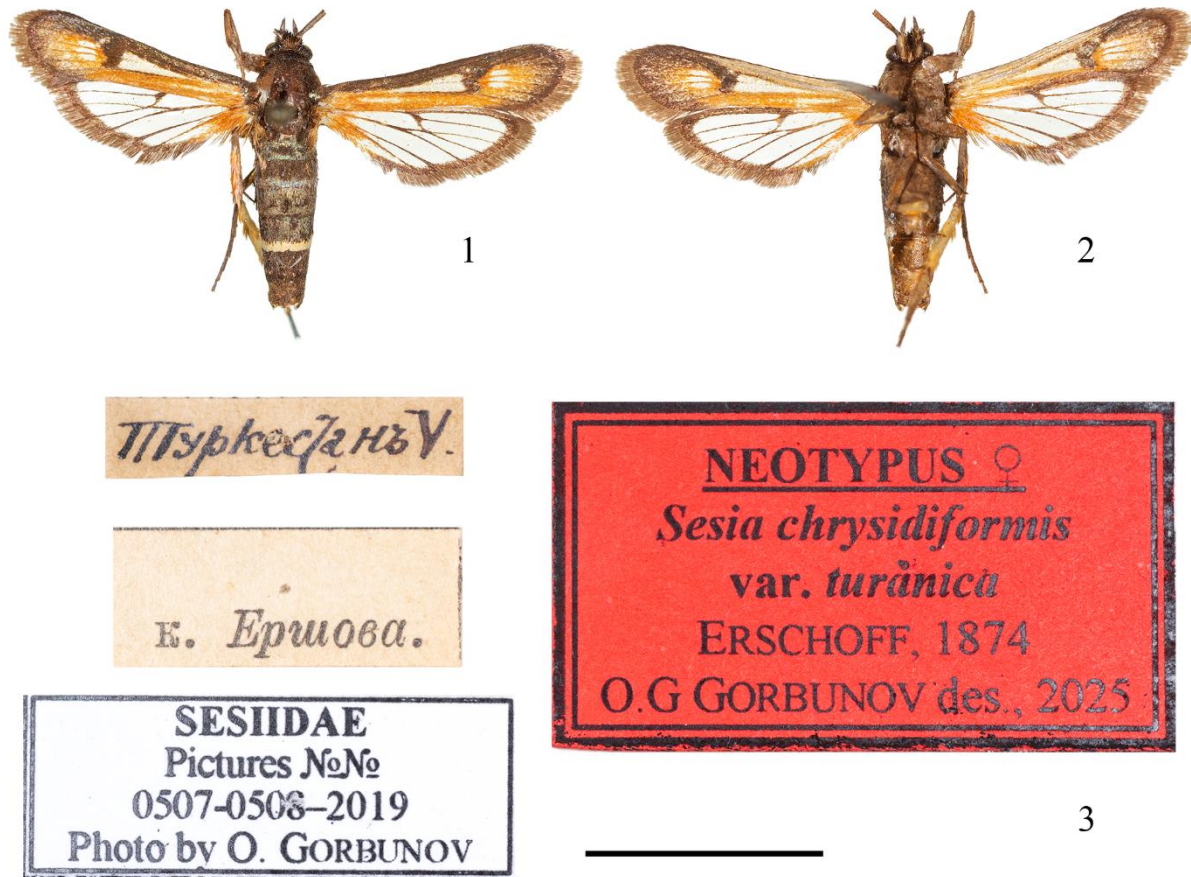 1
2
Туркестанъ V.
к. Ершова.
SESIIDAE
Pictures №№
0507-0508–2019
Photo by O. GORBUNOV
NEOTYPUS ♀
Sesia chrysidiformis
var. turánica
ERSCHOFF, 1874
O.G GORBUNOV des., 2025
3